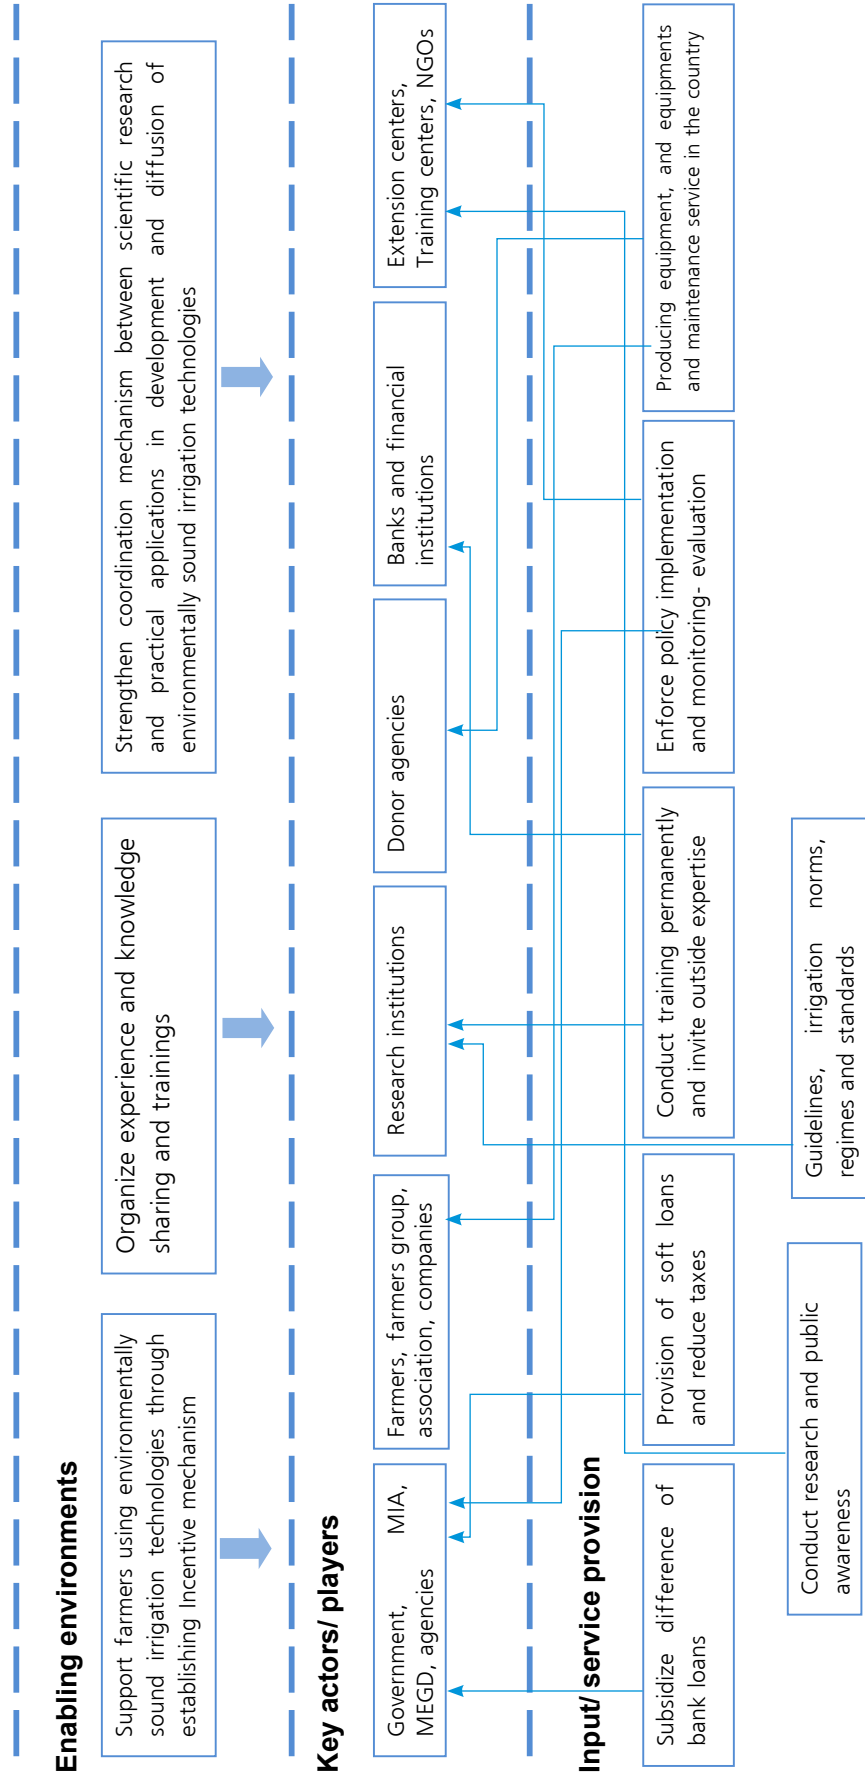 Enabling environments
Support farmers using environmentally
sound irrigation technologies through
establishing Incentive mechanism
Organize experience and knowledge
sharing and trainings
Strengthen coordination mechanism between scientific research
and practical applications in development and diffusion of
environmentally sound irrigation technologies
Key actors/ players
Government, MIA,
MEGD, agencies
Farmers, farmers group,
association, companies
Research institutions
Donor agencies
Banks and financial
institutions
Extension centers,
Training centers, NGOs
Input/ service provision
Subsidize difference of
bank loans
Provision of soft loans
and reduce taxes
Conduct training permanently
and invite outside expertise
Enforce policy implementation
and monitoring- evaluation
Producing equipment, and equipments
and maintenance service in the country
Conduct research and public
awareness
Guidelines, irrigation norms,
regimes and standards